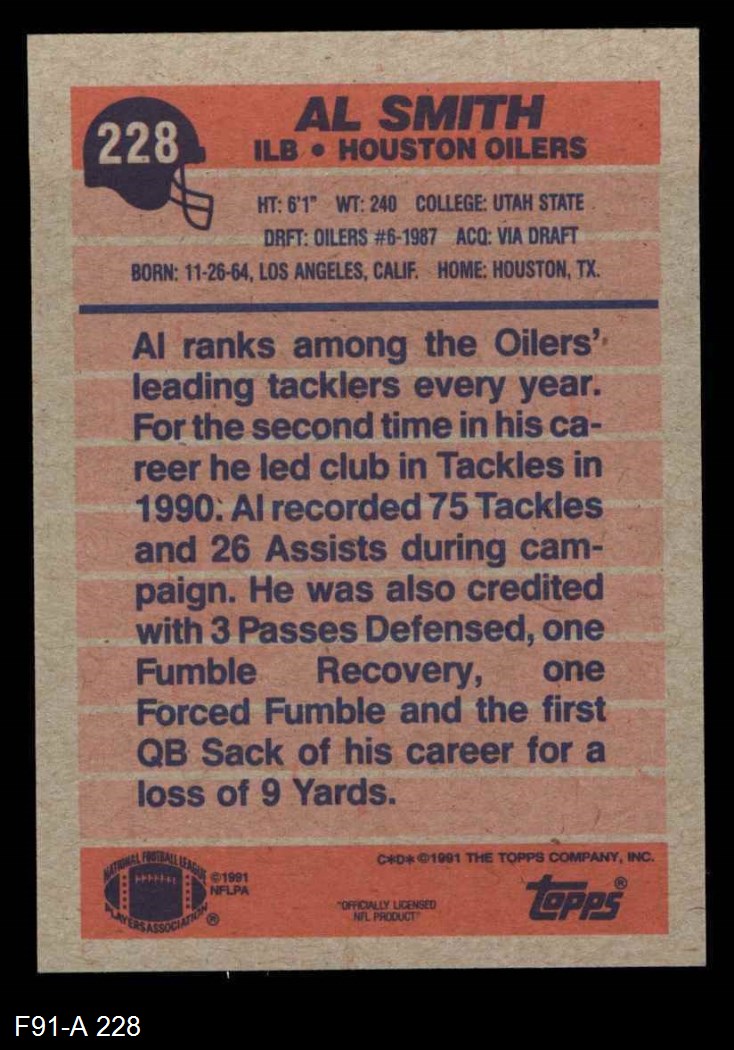 228
AL SMITH
ILB • HOUSTON OILERS
HT: 6'1" WT: 240 COLLEGE: UTAH STATE
DRFT: OILERS #6-1987 ACQ: VIA DRAFT
BORN: 11-26-64, LOS ANGELES, CALIF. HOME: HOUSTON, TX.
Al ranks among the Oilers'
leading tacklers every year.
For the second time in his ca-
reer he led club in Tackles in
1990. Al recorded 75 Tackles
and 26 Assists during cam-
paign. He was also credited
with 3 Passes Defensed, one
Fumble Recovery, one
Forced Fumble and the first
QB Sack of his career for a
loss of 9 Yards.
NATIONAL FOOTBALL LEAGUE
PLAYERS ASSOCIATION ®
©1991
NFLPA
C*D* ©1991 THE TOPPS COMPANY, INC.
"OFFICIALLY LICENSED
NFL PRODUCT"
Topps®
F91-A 228